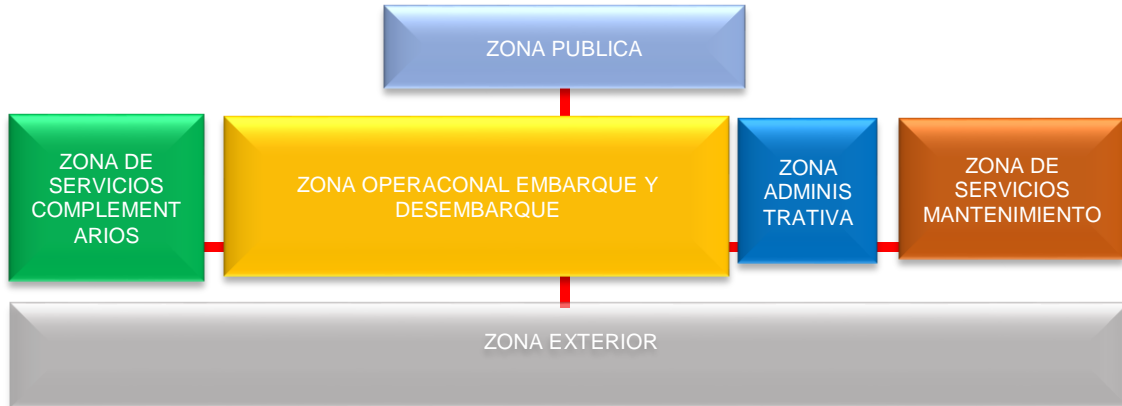 ZONA PUBLICA
ZONA DE
SERVICIOS
COMPLEMENT
ARIOS
ZONA OPERACONAL EMBARQUE Y
DESEMBARQUE
ZONA
ADMINIS
TRATIVA
ZONA DE
SERVICIOS
MANTENIMIENTO
ZONA EXTERIOR